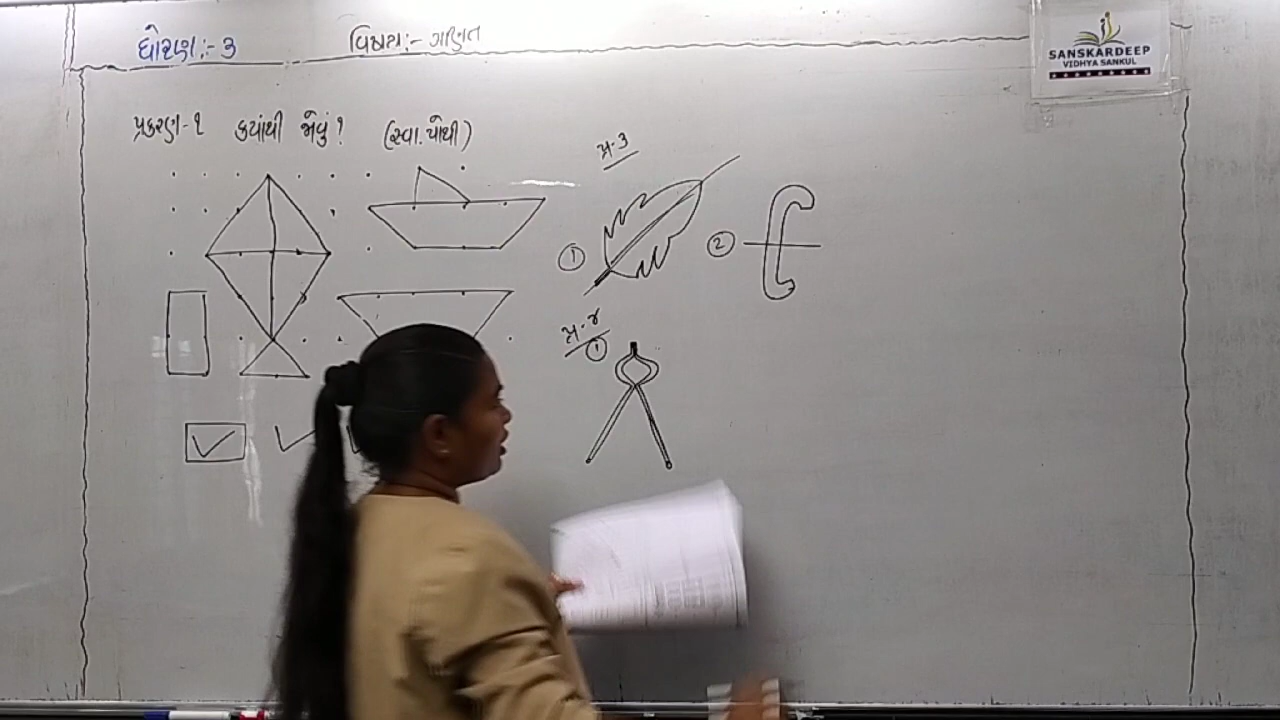 ધોરણ:- ૩
વિષય:- ગણિત
SANSKARDEEP
VIDHYA SANKUL
પ્રકરણ-૧ ક્યાંથી જોવું? (સ્વા.પોથી)
પ્ર-૩
①
②
પ્ર-૪
①